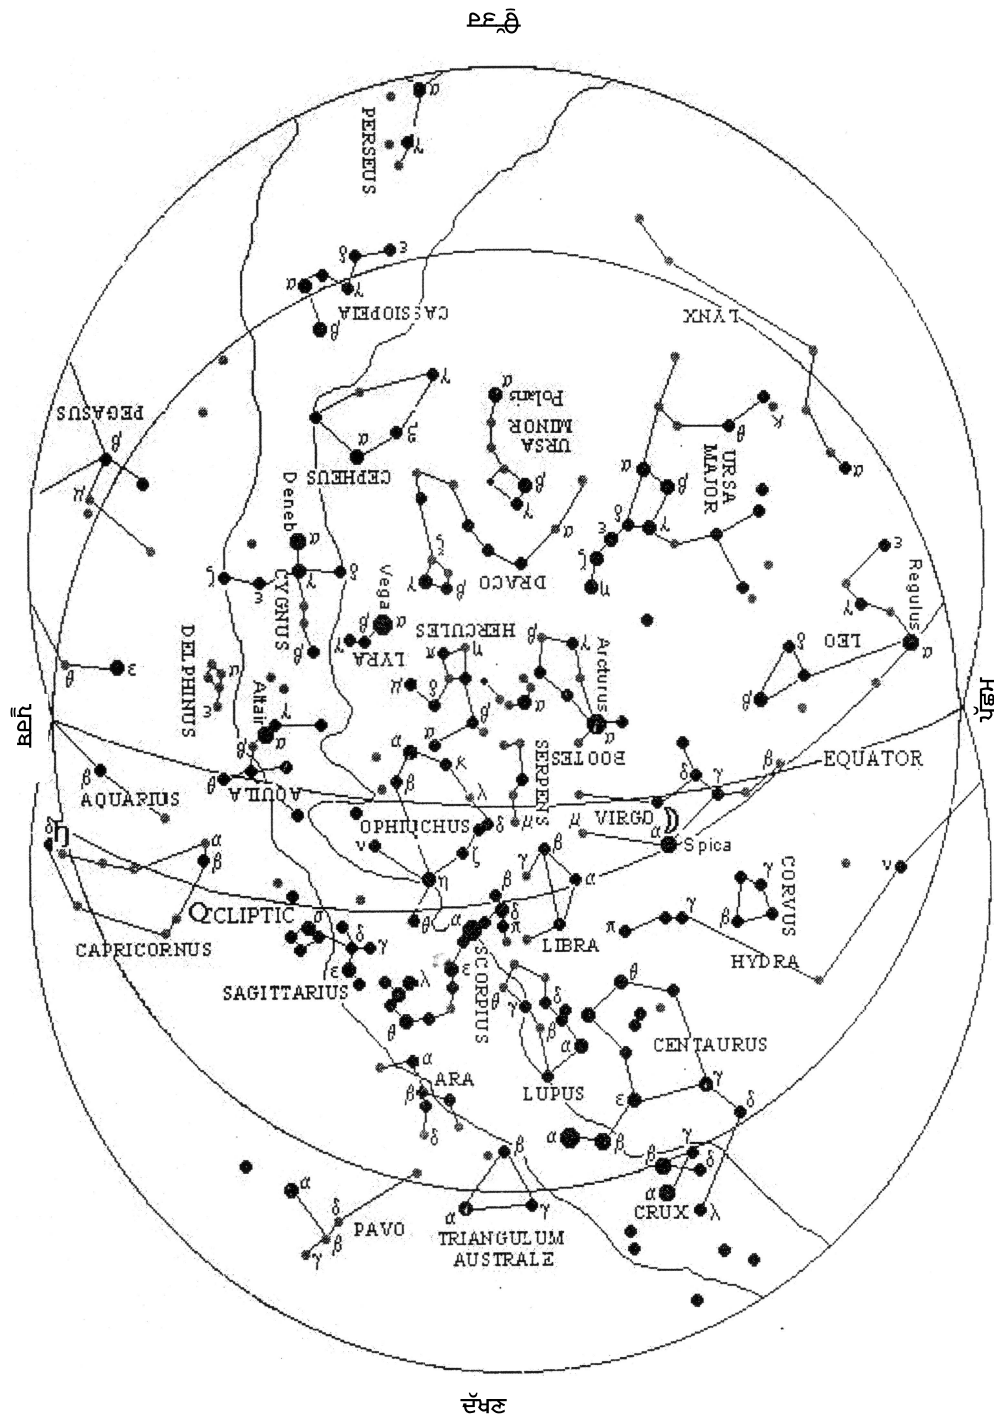 ਉੱਤਰ
α
PERSEUS
γ
δ
ε
α
γ
CASSIOPEIA
β
LYNX
γ
α
Polaris
κ
PEGASUS
URSA
MINOR
θ
URSA
MAJOR
β
α
ξ
CEPHEUS
α
β
α
μ
Deneb
β
γ
δ
γ
α
α
ε
ε
ζ
ξ
ζ
γ
δ
γ
β
DRACO
η
Regulus
ε
CYGNUS
Vega
α
γ
HERCULES
LEO
DELPHINUS
β
γ
LYRA
π
η
β
γ
Arcturus
δ
α
θ
ε
α
μ
δ
β
ε
Altair
γ
α
β
α
α
BOOTES
ਪੱਛਮ
ਪੂਰਬ
β
α
α
SERPENS
β
EQUATOR
β
θ
β
κ
δ
γ
AQUARIUS
AQUILA
λ
VIRGO
δ
α
OPHIUCHUS
δ
μ
μ
α
Spica
β
ν
ζ
γ
β
CORVUS
ν
η
α
γ
ECLIPTIC
σ
β
δ
θ
α
π
π
γ
β
CAPRICORNUS
δ
γ
LIBRA
HYDRA
ε
SCORPIUS
ε
λ
θ
SAGITTARIUS
θ
δ
θ
γ
β
CENTAURUS
α
α
ARA
LUPUS
γ
β
ε
δ
δ
α
β
γ
β
β
δ
α
α
δ
α
γ
CRUX
λ
PAVO
β
γ
TRIANGULUM
AUSTRALE
ਦੱਖਣ